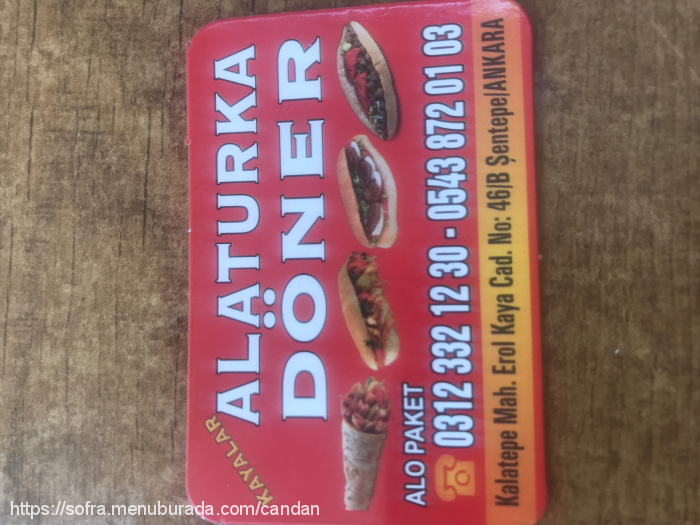 KAYALAR
ALATURKA
DÖNER
ALO PAKET
0312 332 12 30 - 0543 872 01 03
Kalatepe Mah. Erol Kaya Cad. No: 46/B Şentepe/ANKARA
https://sofra.menuburada.com/candan